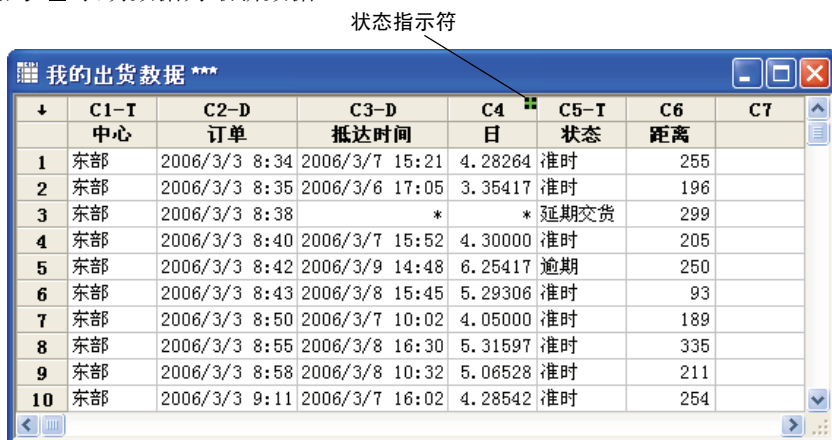 状态指示符
我的出货数据 ***
↓ C1-T C2-D C3-D C4 C5-T C6 C7
中心 订单 抵达时间 日 状态 距离
1 东部 2006/3/3 8:34 2006/3/7 15:21 4.28264 准时 255
2 东部 2006/3/3 8:35 2006/3/6 17:05 3.35417 准时 196
3 东部 2006/3/3 8:38 * * 延期交货 299
4 东部 2006/3/3 8:40 2006/3/7 15:52 4.30000 准时 205
5 东部 2006/3/3 8:42 2006/3/9 14:48 6.25417 逾期 250
6 东部 2006/3/3 8:43 2006/3/8 15:45 5.29306 准时 93
7 东部 2006/3/3 8:50 2006/3/7 10:02 4.05000 准时 189
8 东部 2006/3/3 8:55 2006/3/8 16:30 5.31597 准时 335
9 东部 2006/3/3 8:58 2006/3/8 10:32 5.06528 准时 211
10 东部 2006/3/3 9:11 2006/3/7 16:02 4.28542 准时 254